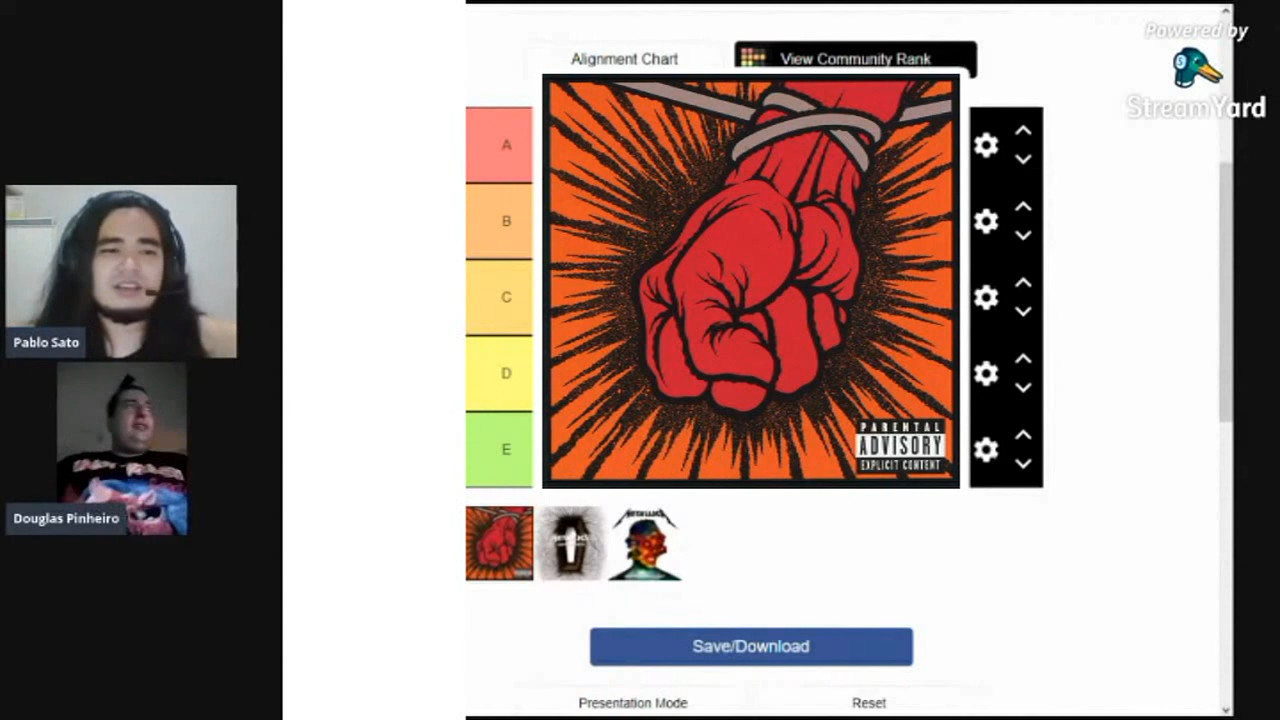 Powered by
StreamYard
Alignment Chart
View Community Rank
A
B
C
D
E
PARENTAL
ADVISORY
EXPLICIT CONTENT
Pablo Sato
Douglas Pinheiro
METALLICA
Save/Download
Presentation Mode
Reset